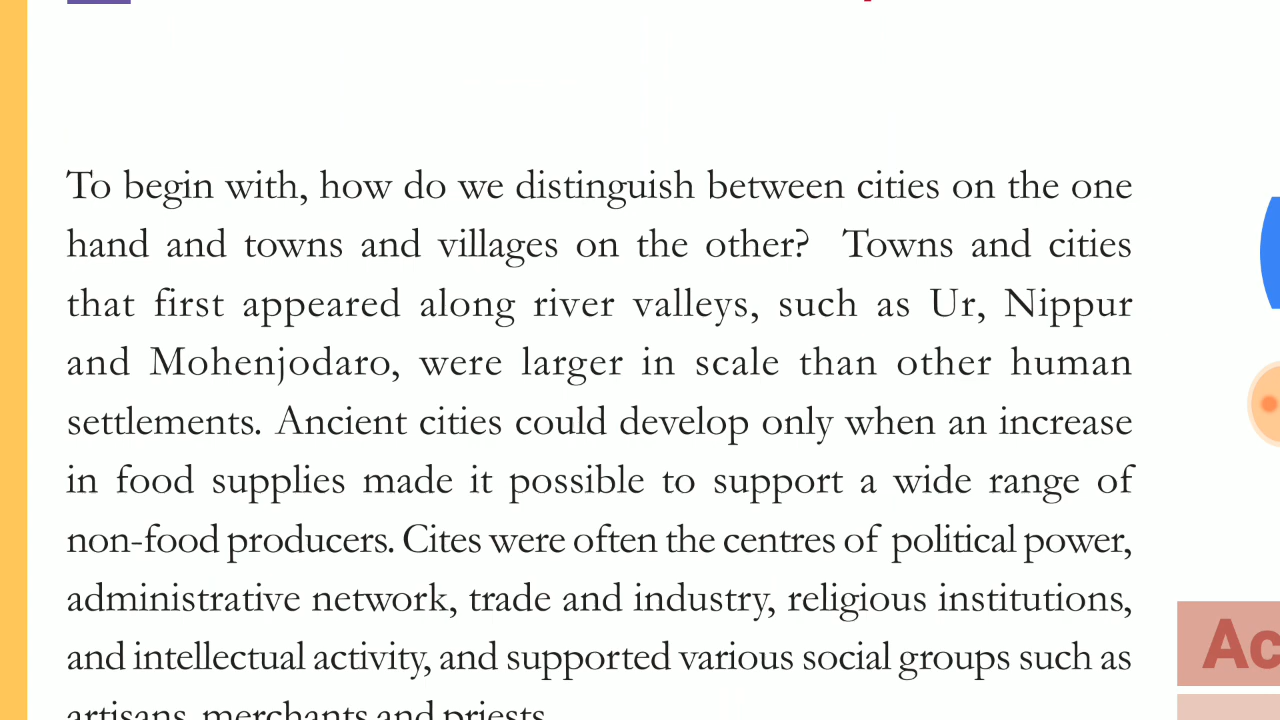 To begin with, how do we distinguish between cities on the one
hand and towns and villages on the other? Towns and cities
that first appeared along river valleys, such as Ur, Nippur
and Mohenjodaro, were larger in scale than other human
settlements. Ancient cities could develop only when an increase
in food supplies made it possible to support a wide range of
non-food producers. Cites were often the centres of political power,
administrative network, trade and industry, religious institutions,
and intellectual activity, and supported various social groups such as
artisans, merchants and priests.
Ac